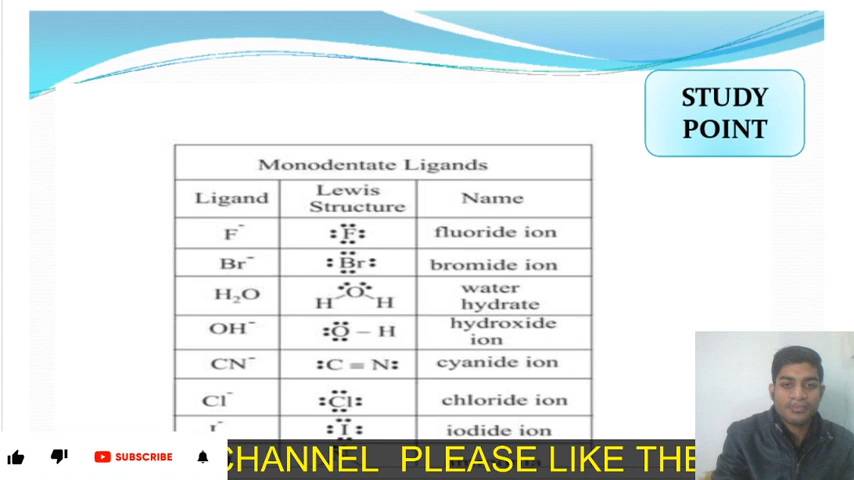 STUDY
POINT
Monodentate Ligands
Ligand Lewis Structure Name
F⁻ :F: fluoride ion
Br⁻ :Br: bromide ion
H₂O H O H water hydrate
OH⁻ :O – H hydroxide ion
CN⁻ :C ≡ N: cyanide ion
Cl⁻ :Cl: chloride ion
:I: iodide ion
SUBSCRIBE
CHANNEL PLEASE LIKE THE